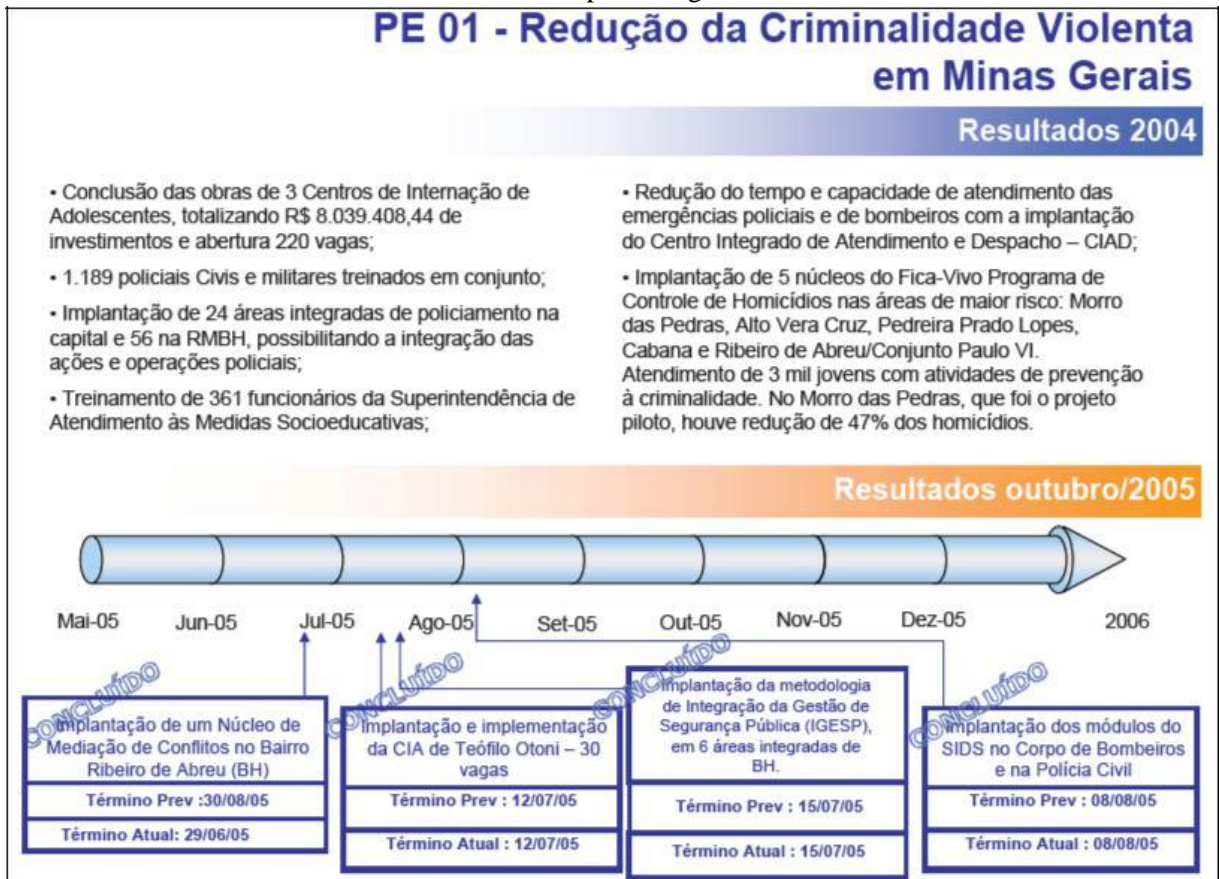 PE 01 - Redução da Criminalidade Violenta
em Minas Gerais
Resultados 2004
• Conclusão das obras de 3 Centros de Internação de
Adolescentes, totalizando R$ 8.039.408,44 de
investimentos e abertura 220 vagas;
• 1.189 policiais Civis e militares treinados em conjunto;
• Implantação de 24 áreas integradas de policiamento na
capital e 56 na RMBH, possibilitando a integração das
ações e operações policiais;
• Treinamento de 361 funcionários da Superintendência de
Atendimento às Medidas Socioeducativas;
• Redução do tempo e capacidade de atendimento das
emergências policiais e de bombeiros com a implantação
do Centro Integrado de Atendimento e Despacho – CIAD;
• Implantação de 5 núcleos do Fica-Vivo Programa de
Controle de Homicídios nas áreas de maior risco: Morro
das Pedras, Alto Vera Cruz, Pedreira Prado Lopes,
Cabana e Ribeiro de Abreu/Conjunto Paulo VI.
Atendimento de 3 mil jovens com atividades de prevenção
à criminalidade. No Morro das Pedras, que foi o projeto
piloto, houve redução de 47% dos homicídios.
Resultados outubro/2005
Mai-05 Jun-05 Jul-05 Ago-05 Set-05 Out-05 Nov-05 Dez-05 2006
CONCLUÍDO
Implantação de um Núcleo de
Mediação de Conflitos no Bairro
Ribeiro de Abreu (BH)
Término Prev :30/08/05
Término Atual: 29/06/05
CONCLUÍDO
Implantação e implementação
da CIA de Teófilo Otoni – 30
vagas
Término Prev : 12/07/05
Término Atual : 12/07/05
CONCLUÍDO
Implantação da metodologia
de Integração da Gestão de
Segurança Pública (IGESP),
em 6 áreas integradas de
BH.
Término Prev : 15/07/05
Término Atual : 15/07/05
CONCLUÍDO
Implantação dos módulos do
SIDS no Corpo de Bombeiros
e na Polícia Civil
Término Prev : 08/08/05
Término Atual : 08/08/05